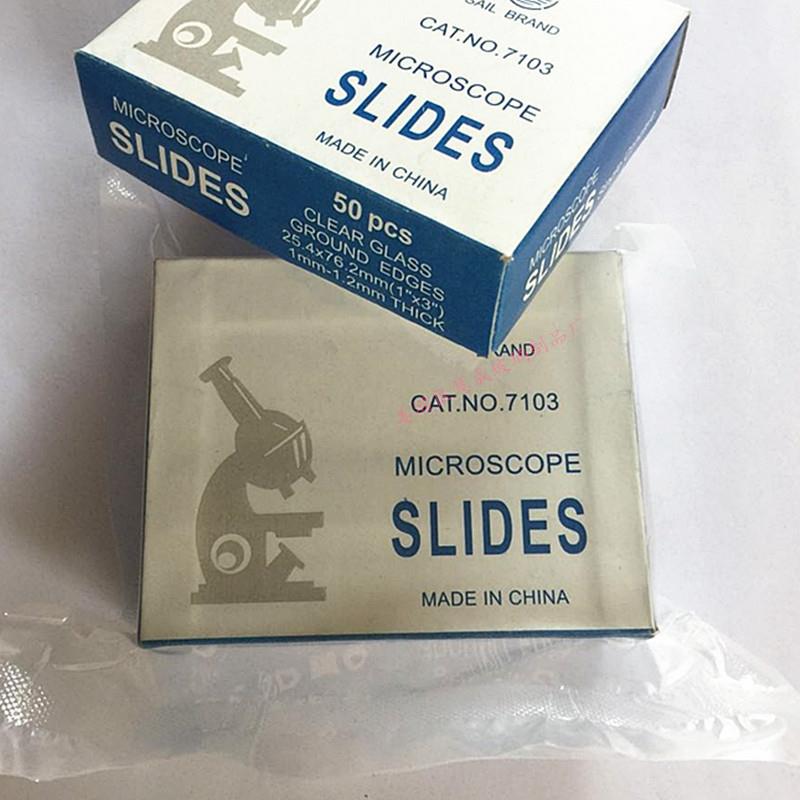 SAIL BRAND
CAT.NO.7103
MICROSCOPE
SLIDES
MADE IN CHINA
MICROSCOPE
SLIDES
50 pcs
CLEAR GLASS
GROUND EDGES
25.4x76.2mm(1"x3")
1mm-1.2mm THICK
MICROSCOPE
SLIDES
RAND
CAT.NO.7103
MICROSCOPE
SLIDES
MADE IN CHINA